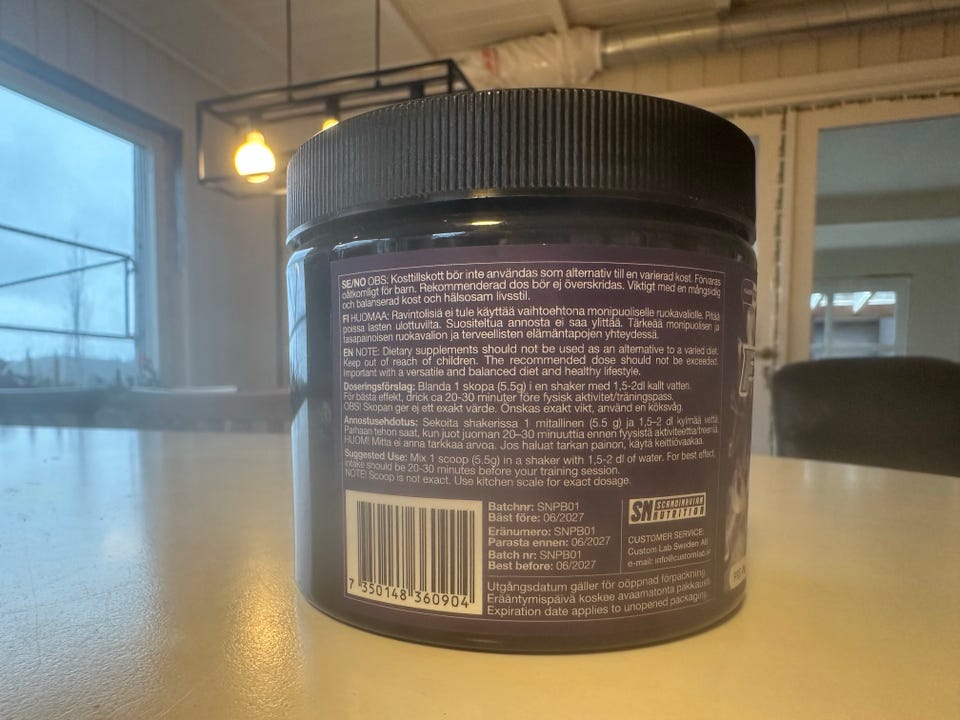 SE/NO OBS: Kosttillskott bör inte användas som alternativ till en varierad kost. Förvaras
oåtkomligt för barn. Rekommenderad dos bör ej överskridas. Viktigt med en mångsidig
och balanserad kost och hälsosam livsstil.
FI HUOMAA: Ravintolisiä ei tule käyttää vaihtoehtona monipuoliselle ruokavaliolle. Pitää
poissa lasten ulottuvilta. Suositeltua annosta ei saa ylittää. Tärkeää monipuolisen ja
tasapainoisen ruokavalion ja terveellisten elämäntapojen yhteydessä.
EN NOTE: Dietary supplements should not be used as an alternative to a varied diet.
Keep out of reach of children. The recommended dose should not be exceeded.
Important with a versatile and balanced diet and healthy lifestyle.
Doseringsförslag: Blanda 1 skopa (5.5g) i en shaker med 1,5-2dl kallt vatten.
För bästa effekt, drick ca 20-30 minuter före fysisk aktivitet/träningspass.
OBS! Skopan ger ej ett exakt värde. Önskas exakt vikt, använd en köksvåg.
Annostusehdotus: Sekoita shakerissa 1 mitallinen (5.5 g) ja 1,5–2 dl kylmää vettä.
Parhaan tehon saat, kun juot juoman 20–30 minuuttia ennen fyysistä aktiviteettia/treeniä.
HUOM! Mitta ei anna tarkkaa arvoa. Jos haluat tarkan painon, käytä keittiövaakaa.
Suggested Use: Mix 1 scoop (5.5g) in a shaker with 1,5-2 dl of water. For best effect,
intake should be 20-30 minutes before your training session.
NOTE! Scoop is not exact. Use kitchen scale for exact dosage.
7 350148 360904
Batchnr: SNPB01
Bäst före: 06/2027
Eränumero: SNPB01
Parasta ennen: 06/2027
Batch nr: SNPB01
Best before: 06/2027
SN SCANDINAVIAN
NUTRITION
CUSTOMER SERVICE:
Custom Lab Sweden AB
e-mail: info@customlab.se
Utgångsdatum gäller för oöppnad förpackning.
Erääntymispäivä koskee avaamatonta pakkausta.
Expiration date applies to unopened packaging.